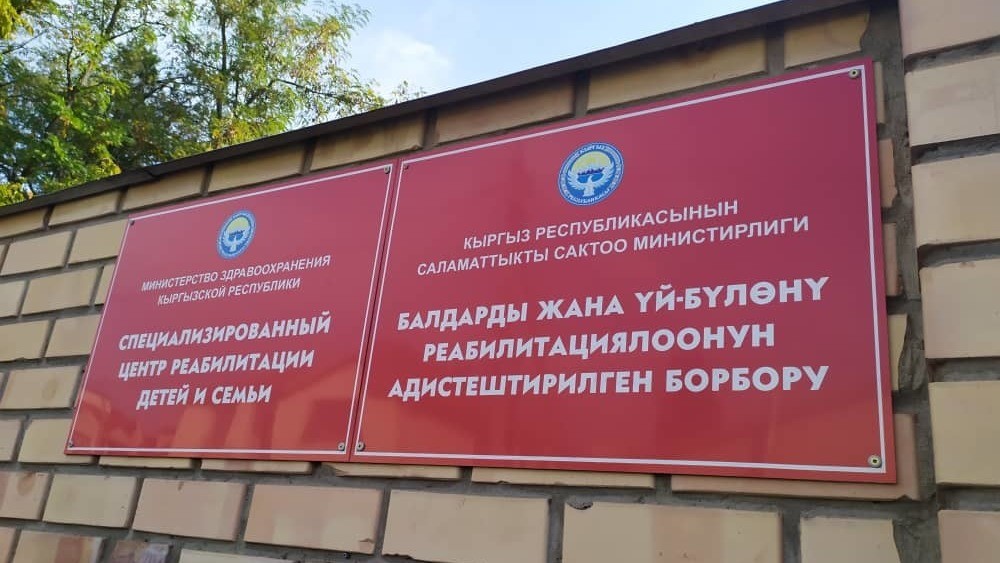 МИНИСТЕРСТВО ЗДРАВООХРАНЕНИЯ
КЫРГЫЗСКОЙ РЕСПУБЛИКИ
СПЕЦИАЛИЗИРОВАННЫЙ
ЦЕНТР РЕАБИЛИТАЦИИ
ДЕТЕЙ И СЕМЬИ
КЫРГЫЗ РЕСПУБЛИКАСЫНЫН
САЛАМАТТЫКТЫ САКТОО МИНИСТИРЛИГИ
БАЛДАРДЫ ЖАНА ҮЙ-БҮЛӨНҮ
РЕАБИЛИТАЦИЯЛООНУН
АДИСТЕШТИРИЛГЕН БОРБОРУ